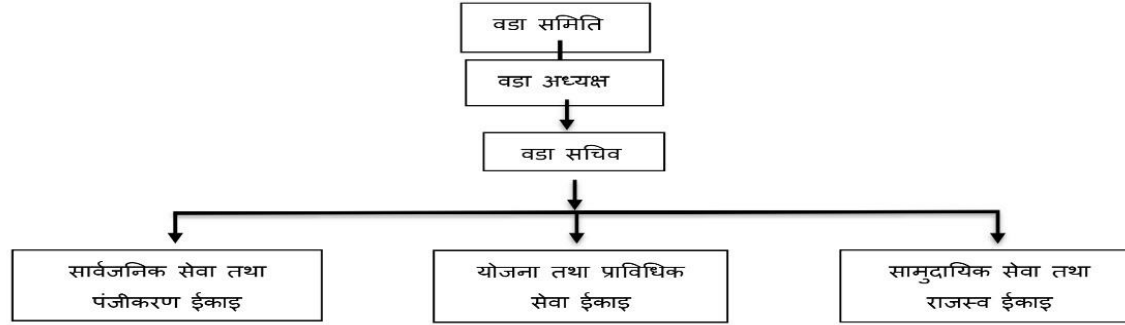 वडा समिति
वडा अध्यक्ष
वडा सचिव
सार्वजनिक सेवा तथा
पंजीकरण ईकाइ
योजना तथा प्राविधिक
सेवा ईकाइ
सामुदायिक सेवा तथा
राजस्व ईकाइ